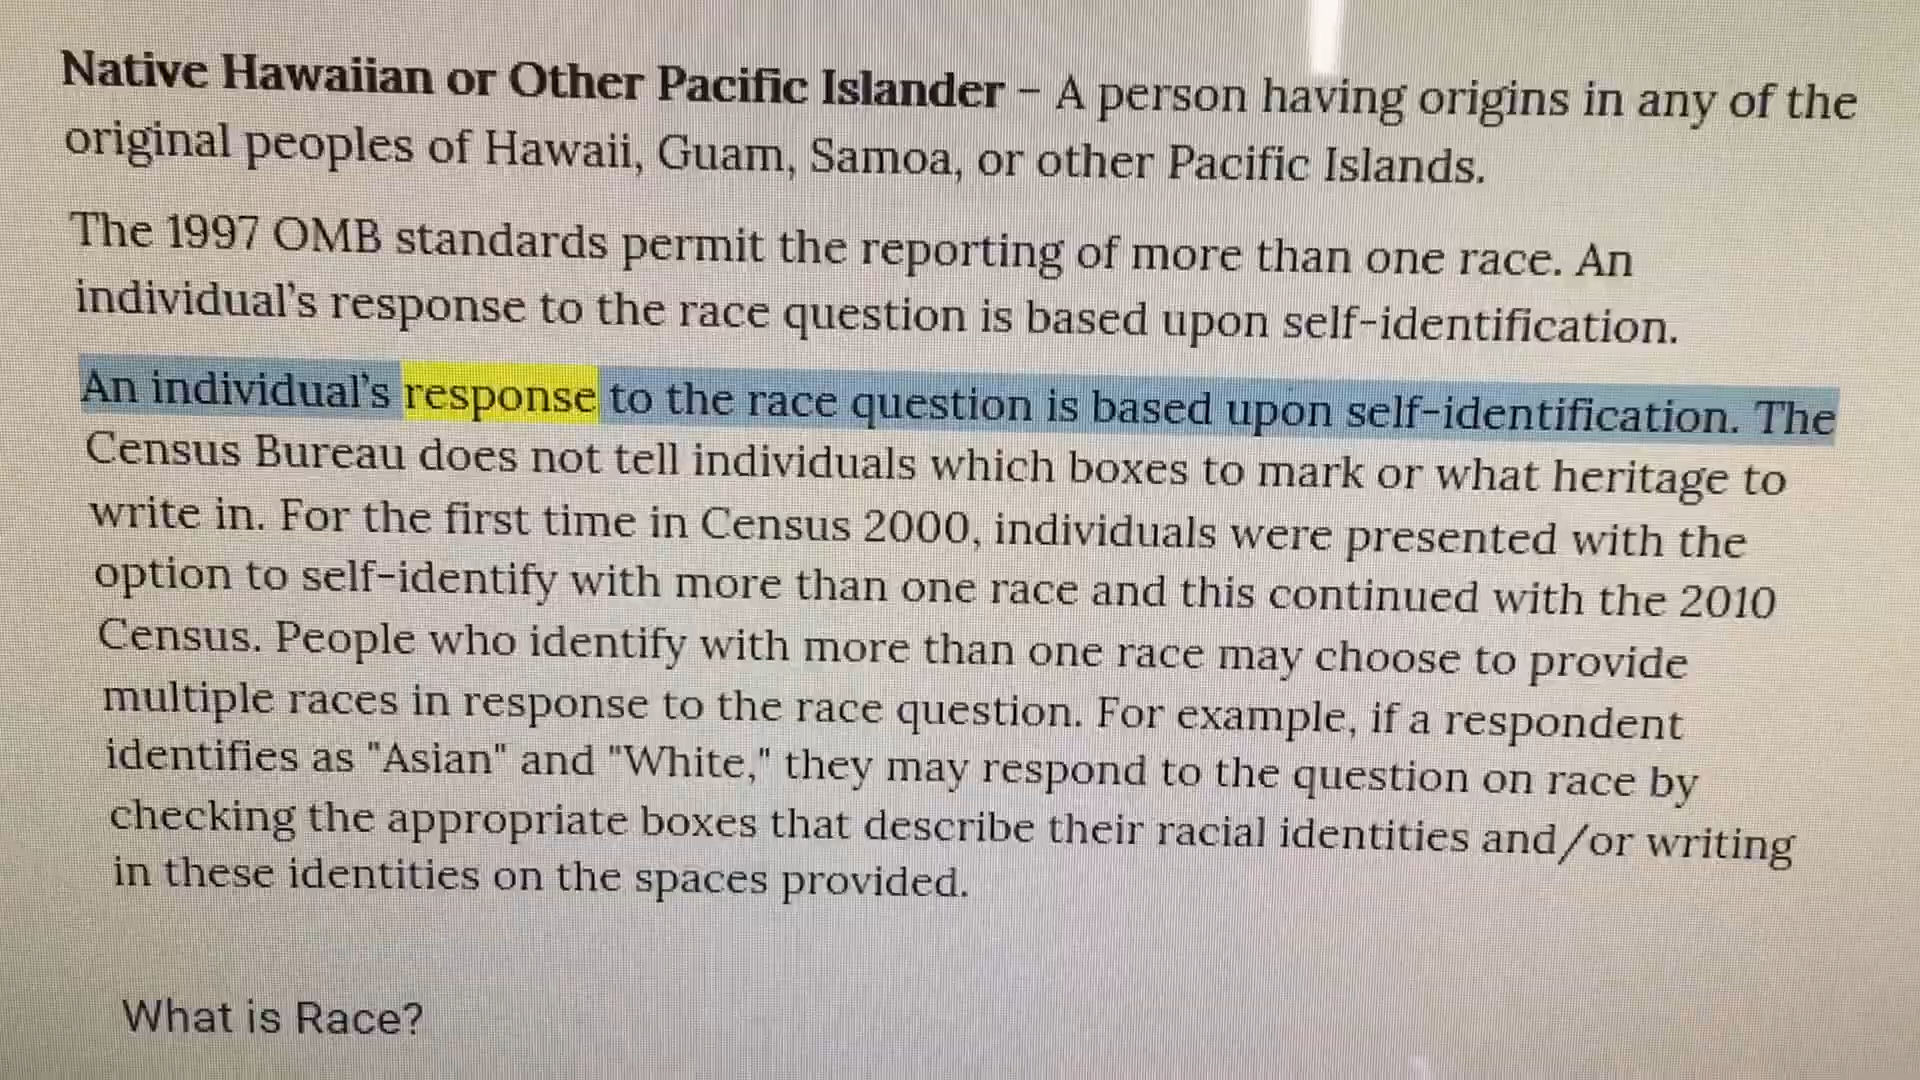 Native Hawaiian or Other Pacific Islander – A person having origins in any of the
original peoples of Hawaii, Guam, Samoa, or other Pacific Islands.
The 1997 OMB standards permit the reporting of more than one race. An
individual's response to the race question is based upon self-identification.
An individual's response to the race question is based upon self-identification. The
Census Bureau does not tell individuals which boxes to mark or what heritage to
write in. For the first time in Census 2000, individuals were presented with the
option to self-identify with more than one race and this continued with the 2010
Census. People who identify with more than one race may choose to provide
multiple races in response to the race question. For example, if a respondent
identifies as "Asian" and "White," they may respond to the question on race by
checking the appropriate boxes that describe their racial identities and/or writing
in these identities on the spaces provided.
What is Race?